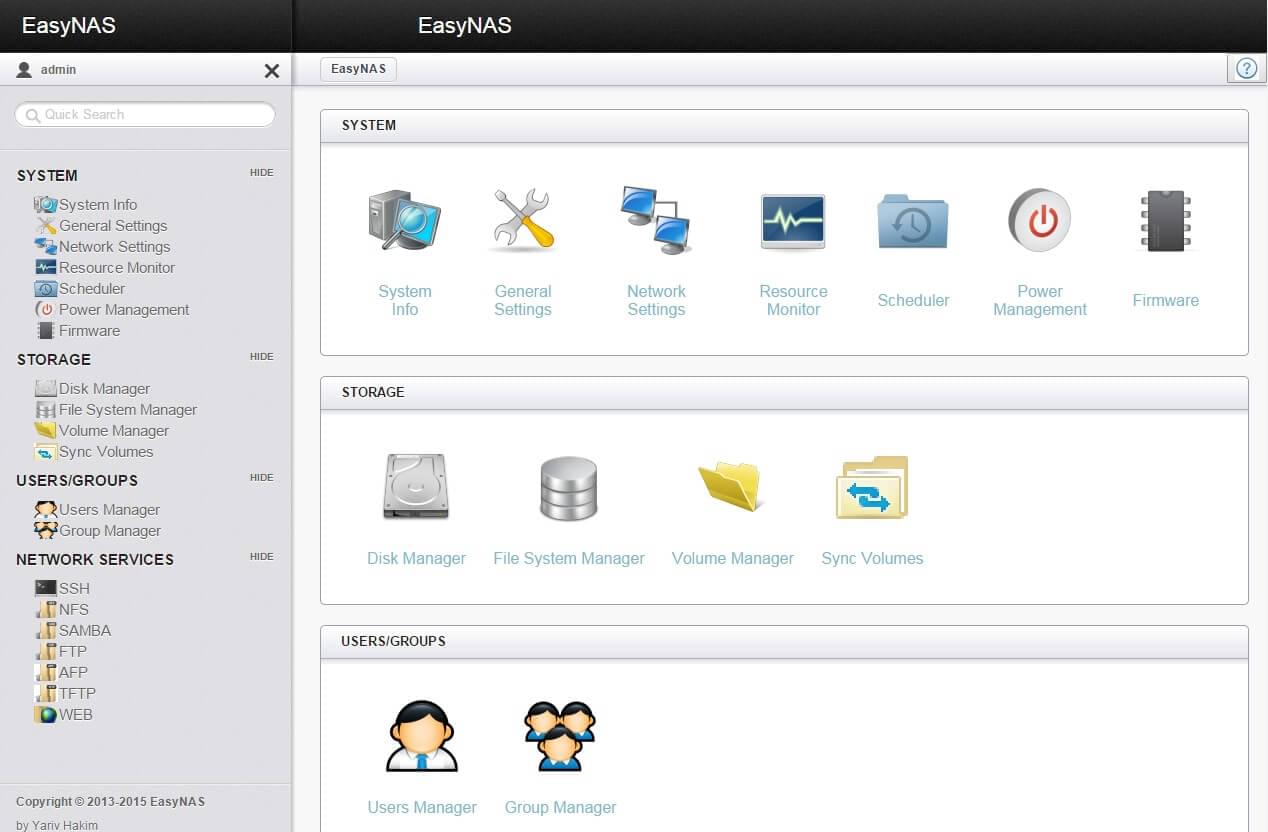 EasyNAS
EasyNAS
admin
EasyNAS
?
Quick Search
SYSTEM HIDE
System Info
General Settings
Network Settings
Resource Monitor
Scheduler
Power Management
Firmware
STORAGE HIDE
Disk Manager
File System Manager
Volume Manager
Sync Volumes
USERS/GROUPS HIDE
Users Manager
Group Manager
NETWORK SERVICES HIDE
SSH
NFS
SAMBA
FTP
AFP
TFTP
WEB
Copyright © 2013-2015 EasyNAS
by Yariv Hakim
SYSTEM
System
Info
General
Settings
Network
Settings
Resource
Monitor
Scheduler
Power
Management
Firmware
STORAGE
Disk Manager
File System Manager
Volume Manager
Sync Volumes
USERS/GROUPS
Users Manager
Group Manager